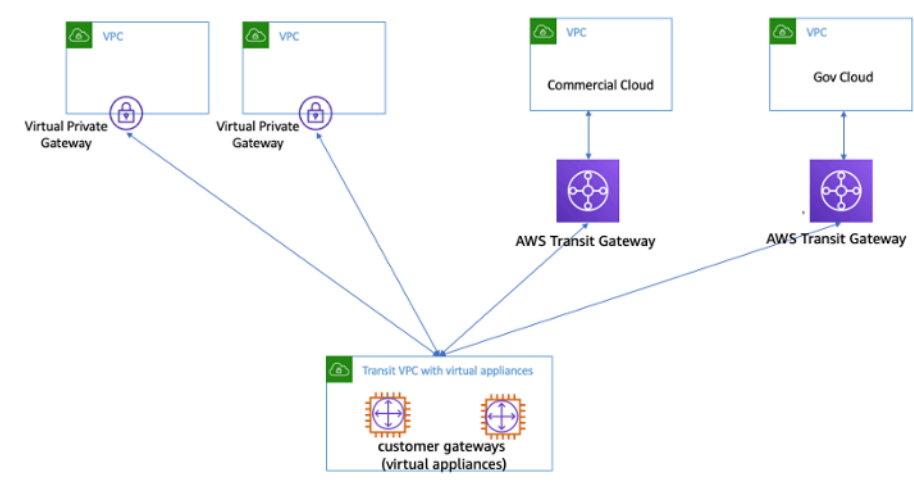 VPC
VPC
VPC
VPC
Commercial Cloud
Gov Cloud
Virtual Private
Gateway
Virtual Private
Gateway
AWS Transit Gateway
AWS Transit Gateway
Transit VPC with virtual appliances
customer gateways
(virtual appliances)